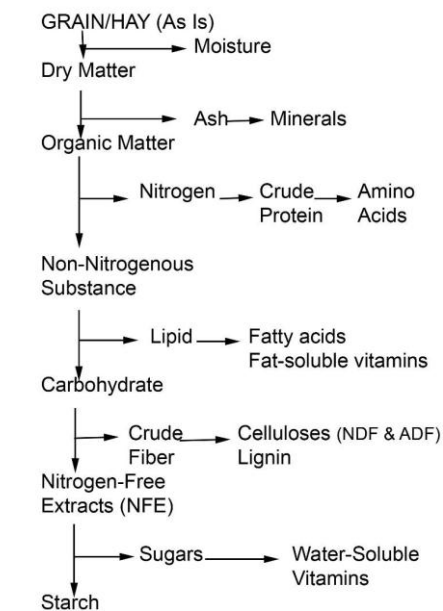 GRAIN/HAY (As Is)
Moisture
Dry Matter
Ash Minerals
Organic Matter
Nitrogen Crude Amino
Protein Acids
Non-Nitrogenous
Substance
Lipid Fatty acids
Fat-soluble vitamins
Carbohydrate
Crude Celluloses (NDF & ADF)
Fiber Lignin
Nitrogen-Free
Extracts (NFE)
Sugars Water-Soluble
Vitamins
Starch